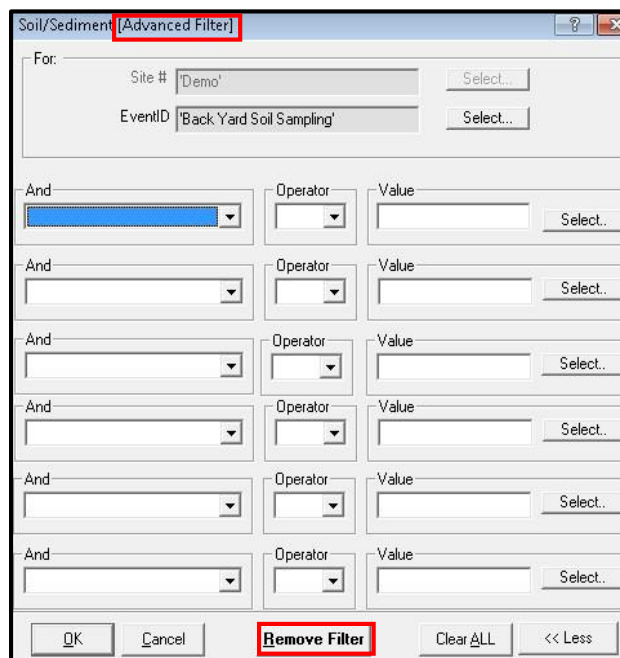 Soil/Sediment [Advanced Filter]
For:
Site # 'Demo' Select...
EventID 'Back Yard Soil Sampling' Select...
And Operator Value
Select..
And Operator Value
Select..
And Operator Value
Select..
And Operator Value
Select..
And Operator Value
Select..
And Operator Value
Select..
OK Cancel Remove Filter Clear ALL << Less